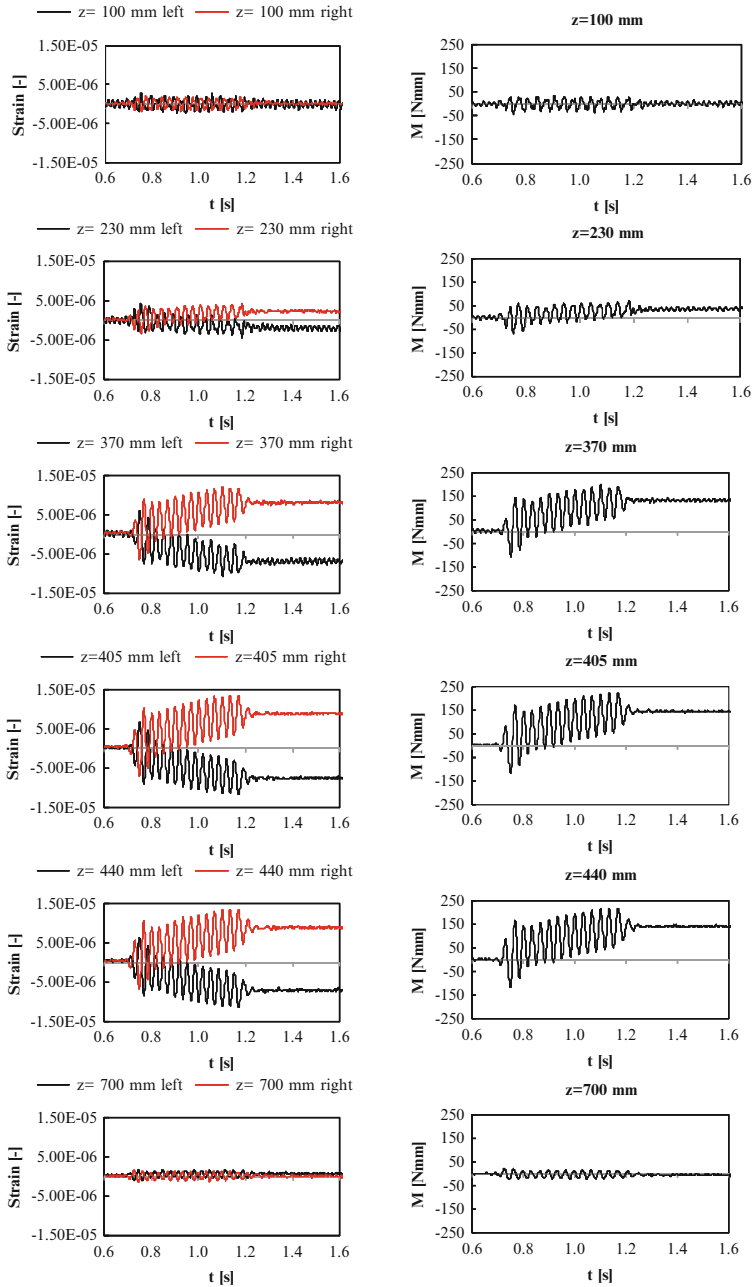 z= 100 mm left z= 100 mm right
1.50E-05
5.00E-06
-5.00E-06
-1.50E-05
Strain [-]
0.6 0.8 1.0 1.2 1.4 1.6
t [s]
z=100 mm
250
150
50
-50
-150
-250
M [Nmm]
0.6 0.8 1.0 1.2 1.4 1.6
t [s]
z= 230 mm left z= 230 mm right
1.50E-05
5.00E-06
-5.00E-06
-1.50E-05
Strain [-]
0.6 0.8 1.0 1.2 1.4 1.6
t [s]
z=230 mm
250
150
50
-50
-150
-250
M [Nmm]
0.6 0.8 1.0 1.2 1.4 1.6
t [s]
z= 370 mm left z= 370 mm right
1.50E-05
5.00E-06
-5.00E-06
-1.50E-05
Strain [-]
0.6 0.8 1.0 1.2 1.4 1.6
t [s]
z=370 mm
250
150
50
-50
-150
-250
M [Nmm]
0.6 0.8 1.0 1.2 1.4 1.6
t [s]
z=405 mm left z=405 mm right
1.50E-05
5.00E-06
-5.00E-06
-1.50E-05
Strain [-]
0.6 0.8 1.0 1.2 1.4 1.6
t [s]
z=405 mm
250
150
50
-50
-150
-250
M [Nmm]
0.6 0.8 1.0 1.2 1.4 1.6
t [s]
z= 440 mm left z= 440 mm right
1.50E-05
5.00E-06
-5.00E-06
-1.50E-05
Strain [-]
0.6 0.8 1.0 1.2 1.4 1.6
t [s]
z=440 mm
250
150
50
-50
-150
-250
M [Nmm]
0.6 0.8 1.0 1.2 1.4 1.6
t [s]
z= 700 mm left z= 700 mm right
1.50E-05
5.00E-06
-5.00E-06
-1.50E-05
Strain [-]
0.6 0.8 1.0 1.2 1.4 1.6
t [s]
z=700 mm
250
150
50
-50
-150
-250
M [Nmm]
0.6 0.8 1.0 1.2 1.4 1.6
t [s]